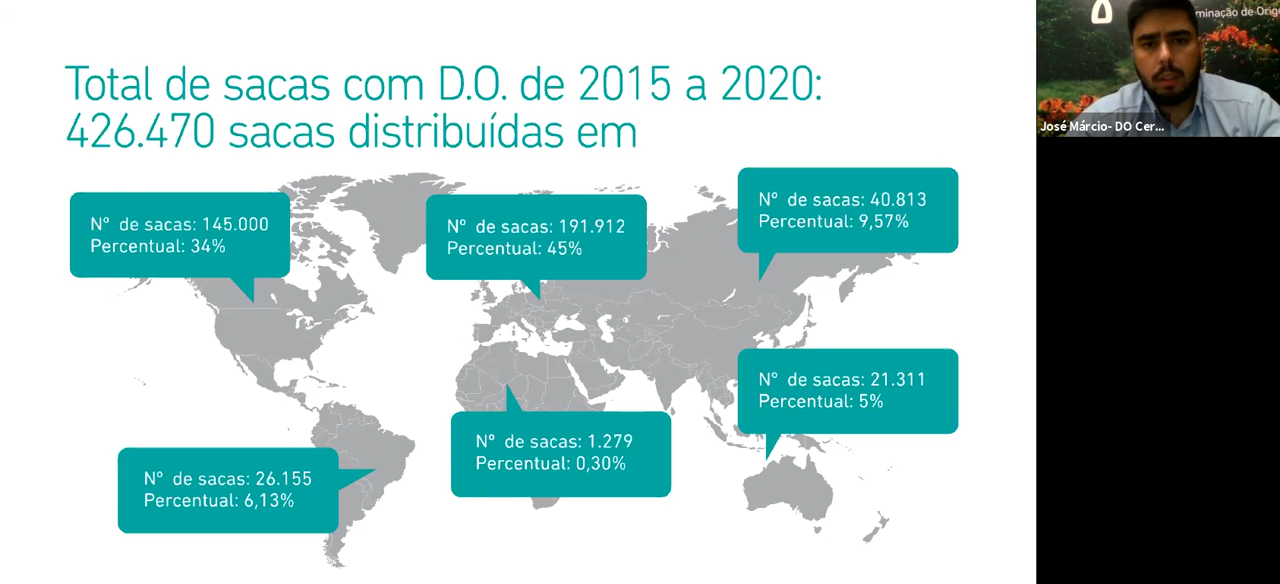 Total de sacas com D.O. de 2015 a 2020:
426.470 sacas distribuídas em
Nº de sacas: 145.000
Percentual: 34%
Nº de sacas: 191.912
Percentual: 45%
Nº de sacas: 40.813
Percentual: 9,57%
Nº de sacas: 21.311
Percentual: 5%
Nº de sacas: 1.279
Percentual: 0,30%
Nº de sacas: 26.155
Percentual: 6,13%
minação de Orig
José Márcio- DO Cer...